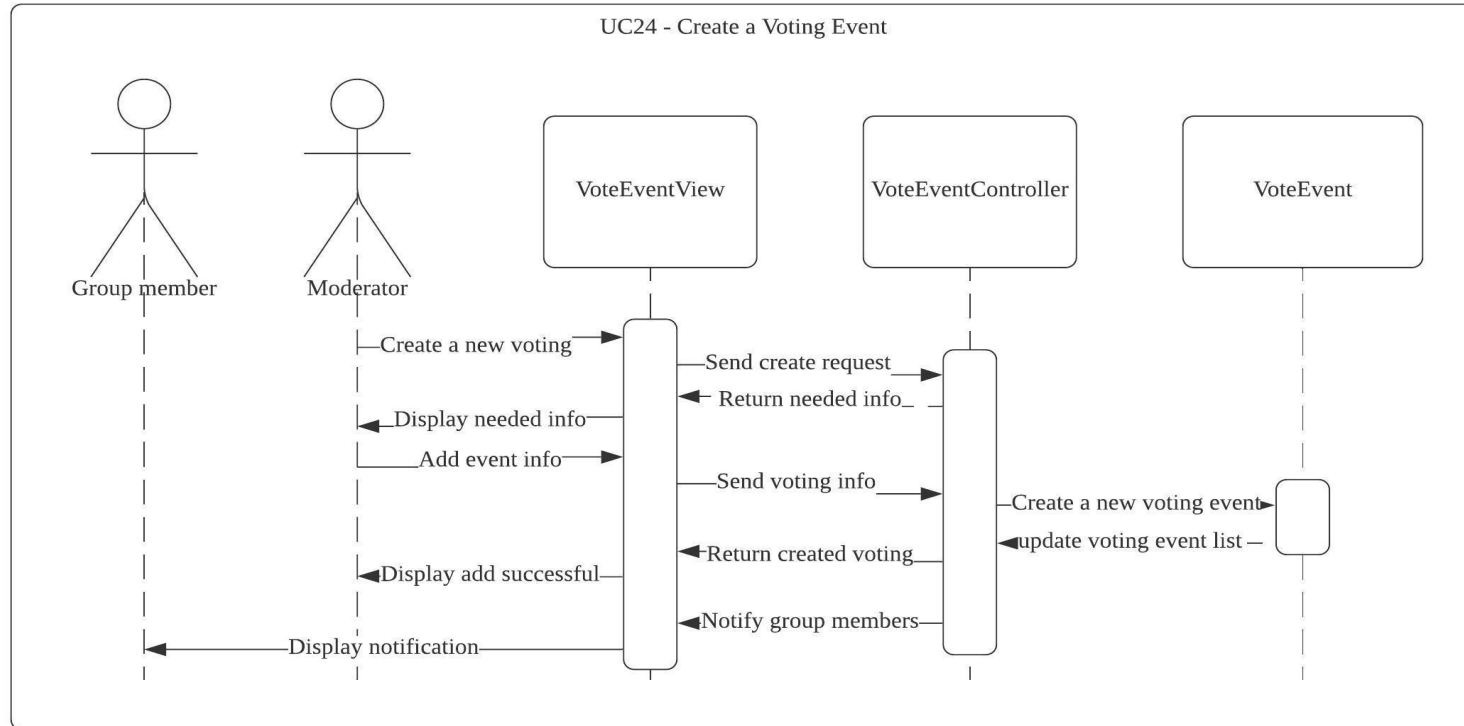 UC24 - Create a Voting Event
VoteEventView
VoteEventController
VoteEvent
Group member
Moderator
Create a new voting
Send create request
Return needed info
Display needed info
Add event info
Send voting info
Create a new voting event
update voting event list
Return created voting
Display add successful
Notify group members
Display notification